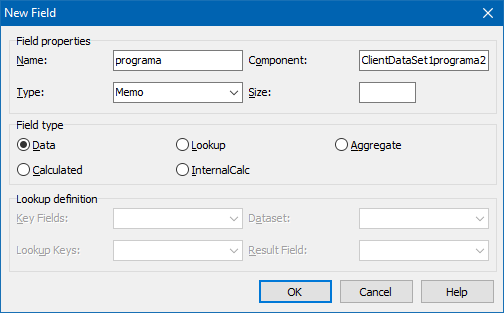 New Field
Field properties
Name: programa Component: ClientDataSet1programa2
Type: Memo Size:
Field type
Data Lookup Aggregate
Calculated InternalCalc
Lookup definition
Key Fields: Dataset:
Lookup Keys: Result Field:
OK Cancel Help